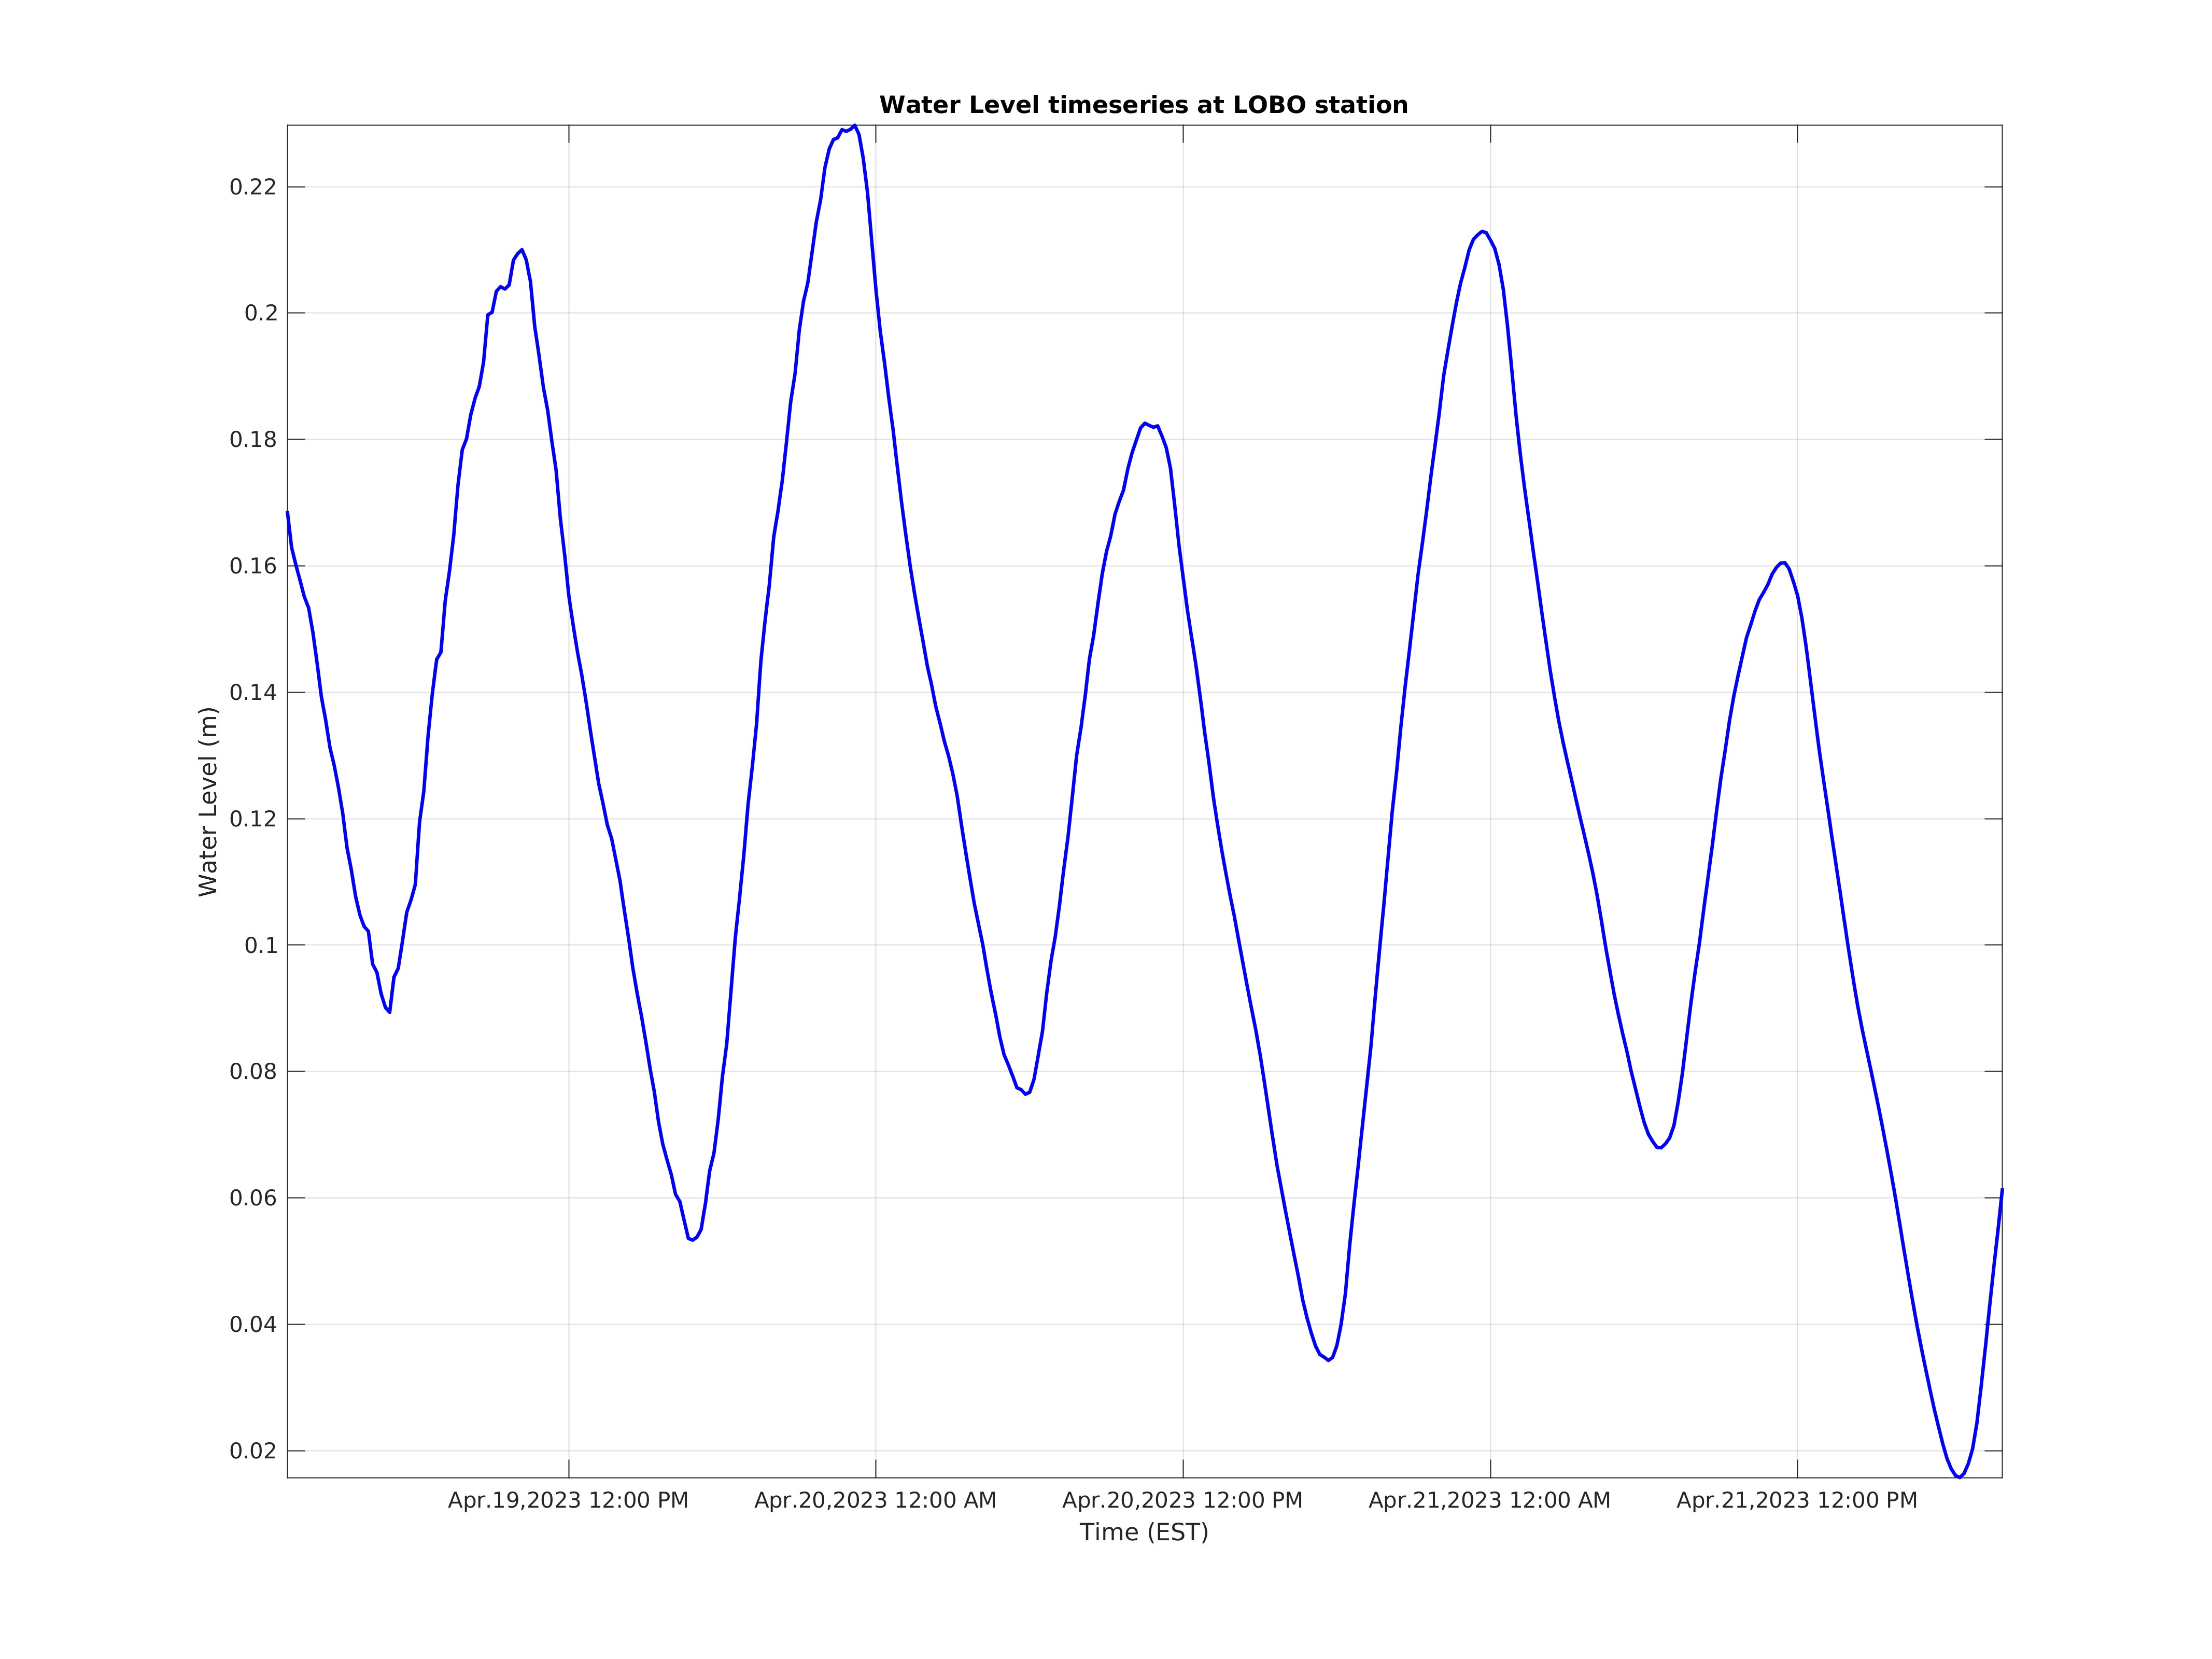 Water Level timeseries at LOBO station
0.22
0.2
0.18
0.16
0.14
0.12
0.1
0.08
0.06
0.04
0.02
Water Level (m)
Apr.19,2023 12:00 PM Apr.20,2023 12:00 AM Apr.20,2023 12:00 PM Apr.21,2023 12:00 AM Apr.21,2023 12:00 PM
Time (EST)